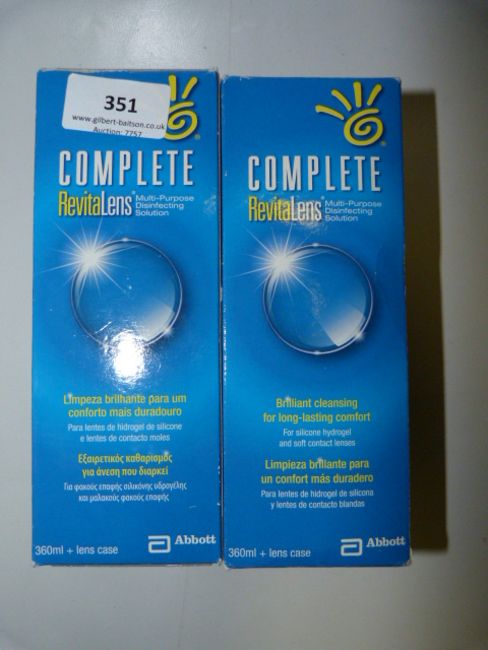 351
www.gilbert-baitson.co.uk
Auction: 7757
COMPLETE
RevitaLens®
Multi-Purpose
Disinfecting
Solution
Limpeza brilhante para um
conforto mais duradouro
Para lentes de hidrogel de silicone
e lentes de contacto moles
Εξαιρετικός καθαρισμός
για άνεση που διαρκεί
Για φακούς επαφής σιλικόνης υδρογέλης
και μαλακούς φακούς επαφής
360ml + lens case
Abbott
COMPLETE
RevitaLens®
Multi-Purpose
Disinfecting
Solution
Brilliant cleansing
for long-lasting comfort
For silicone hydrogel
and soft contact lenses
Limpieza brillante para
un confort más duradero
Para lentes de hidrogel de silicona
y lentes de contacto blandas
360ml + lens case
Abbott